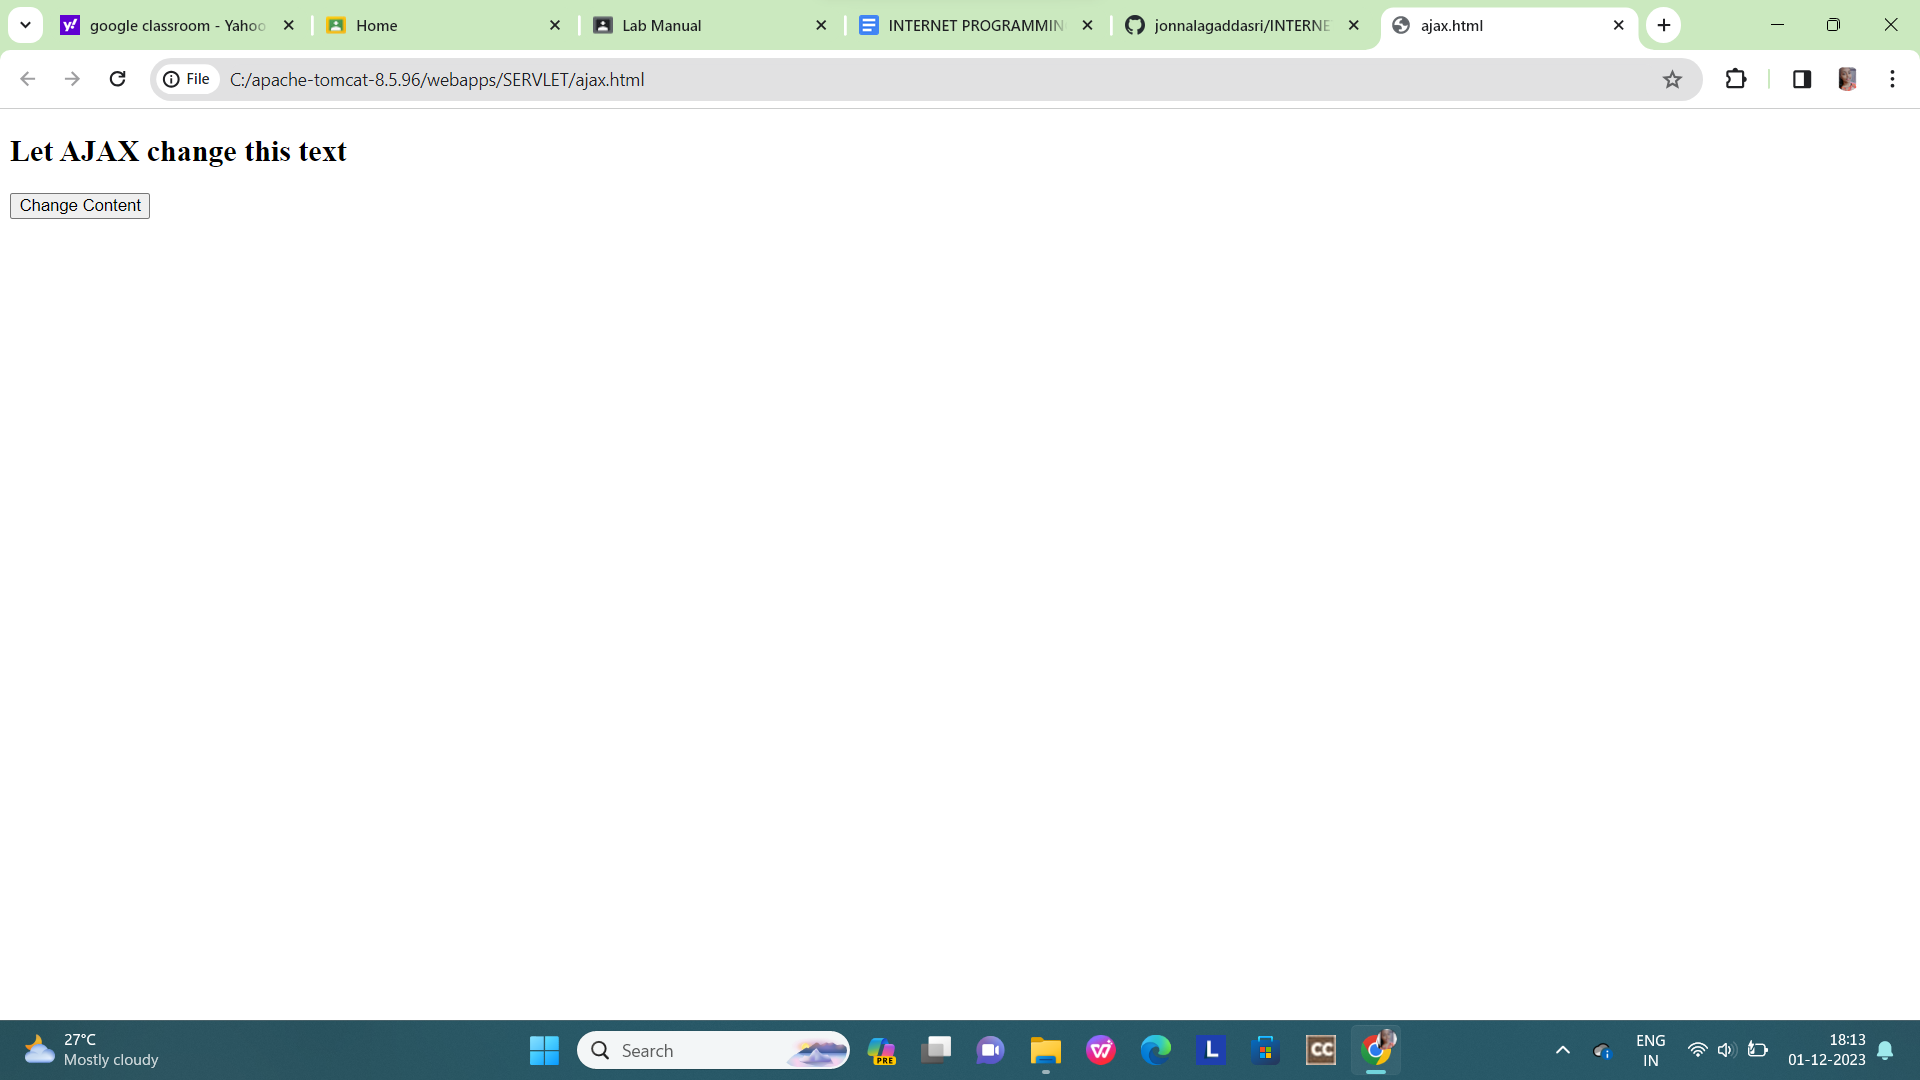 google classroom - Yahoo
Home
Lab Manual
INTERNET PROGRAMMIN
jonnalagaddasri/INTERNE
ajax.html
File
C:/apache-tomcat-8.5.96/webapps/SERVLET/ajax.html
Let AJAX change this text
Change Content
27°C
Mostly cloudy
Search
PRE
L
CC
ENG
IN
18:13
01-12-2023